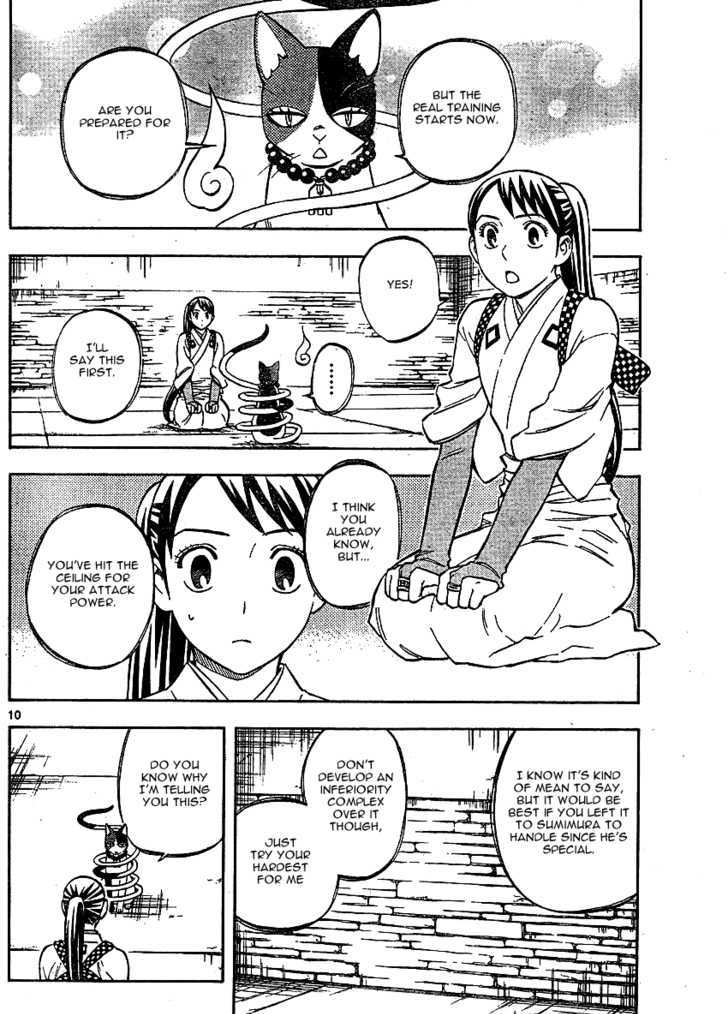 BUT THE
REAL TRAINING
STARTS NOW.
ARE YOU
PREPARED FOR
IT?
YES!
......
I'LL
SAY THIS
FIRST.
I THINK
YOU
ALREADY
KNOW,
BUT...
YOU'VE HIT THE
CEILING FOR
YOUR ATTACK
POWER.
10
I KNOW IT'S KIND
OF MEAN TO SAY,
BUT IT WOULD BE
BEST IF YOU LEFT IT
TO SUMIMURA TO
HANDLE SINCE HE'S
SPECIAL.
DON'T
DEVELOP AN
INFERIORITY
COMPLEX
OVER IT
THOUGH,
JUST
TRY YOUR
HARDEST
FOR ME
DO YOU
KNOW WHY
I'M TELLING
YOU THIS?